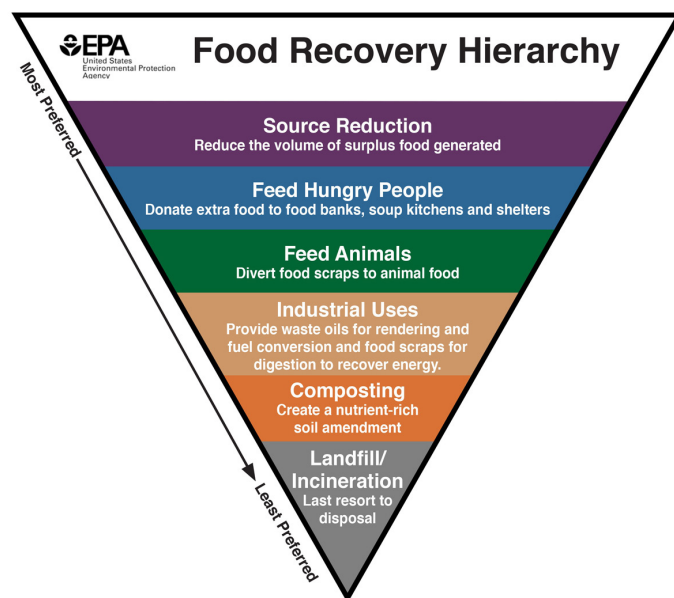 EPA
United States
Environmental Protection
Agency
Food Recovery Hierarchy
Most Preferred
Source Reduction
Reduce the volume of surplus food generated
Feed Hungry People
Donate extra food to food banks, soup kitchens and shelters
Feed Animals
Divert food scraps to animal food
Industrial Uses
Provide waste oils for rendering and
fuel conversion and food scraps for
digestion to recover energy.
Composting
Create a nutrient-rich
soil amendment
Landfill/
Incineration
Last resort to
disposal
Least Preferred